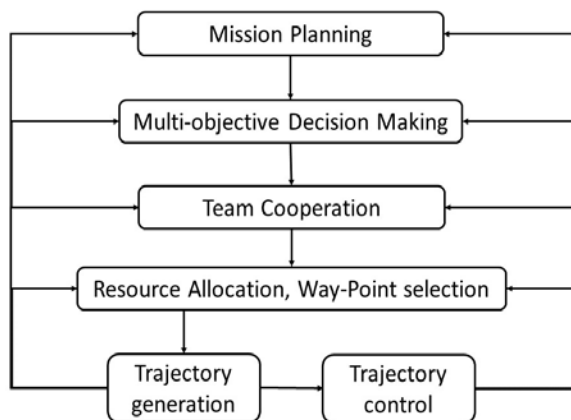 Mission Planning
Multi-objective Decision Making
Team Cooperation
Resource Allocation, Way-Point selection
Trajectory
generation
Trajectory
control